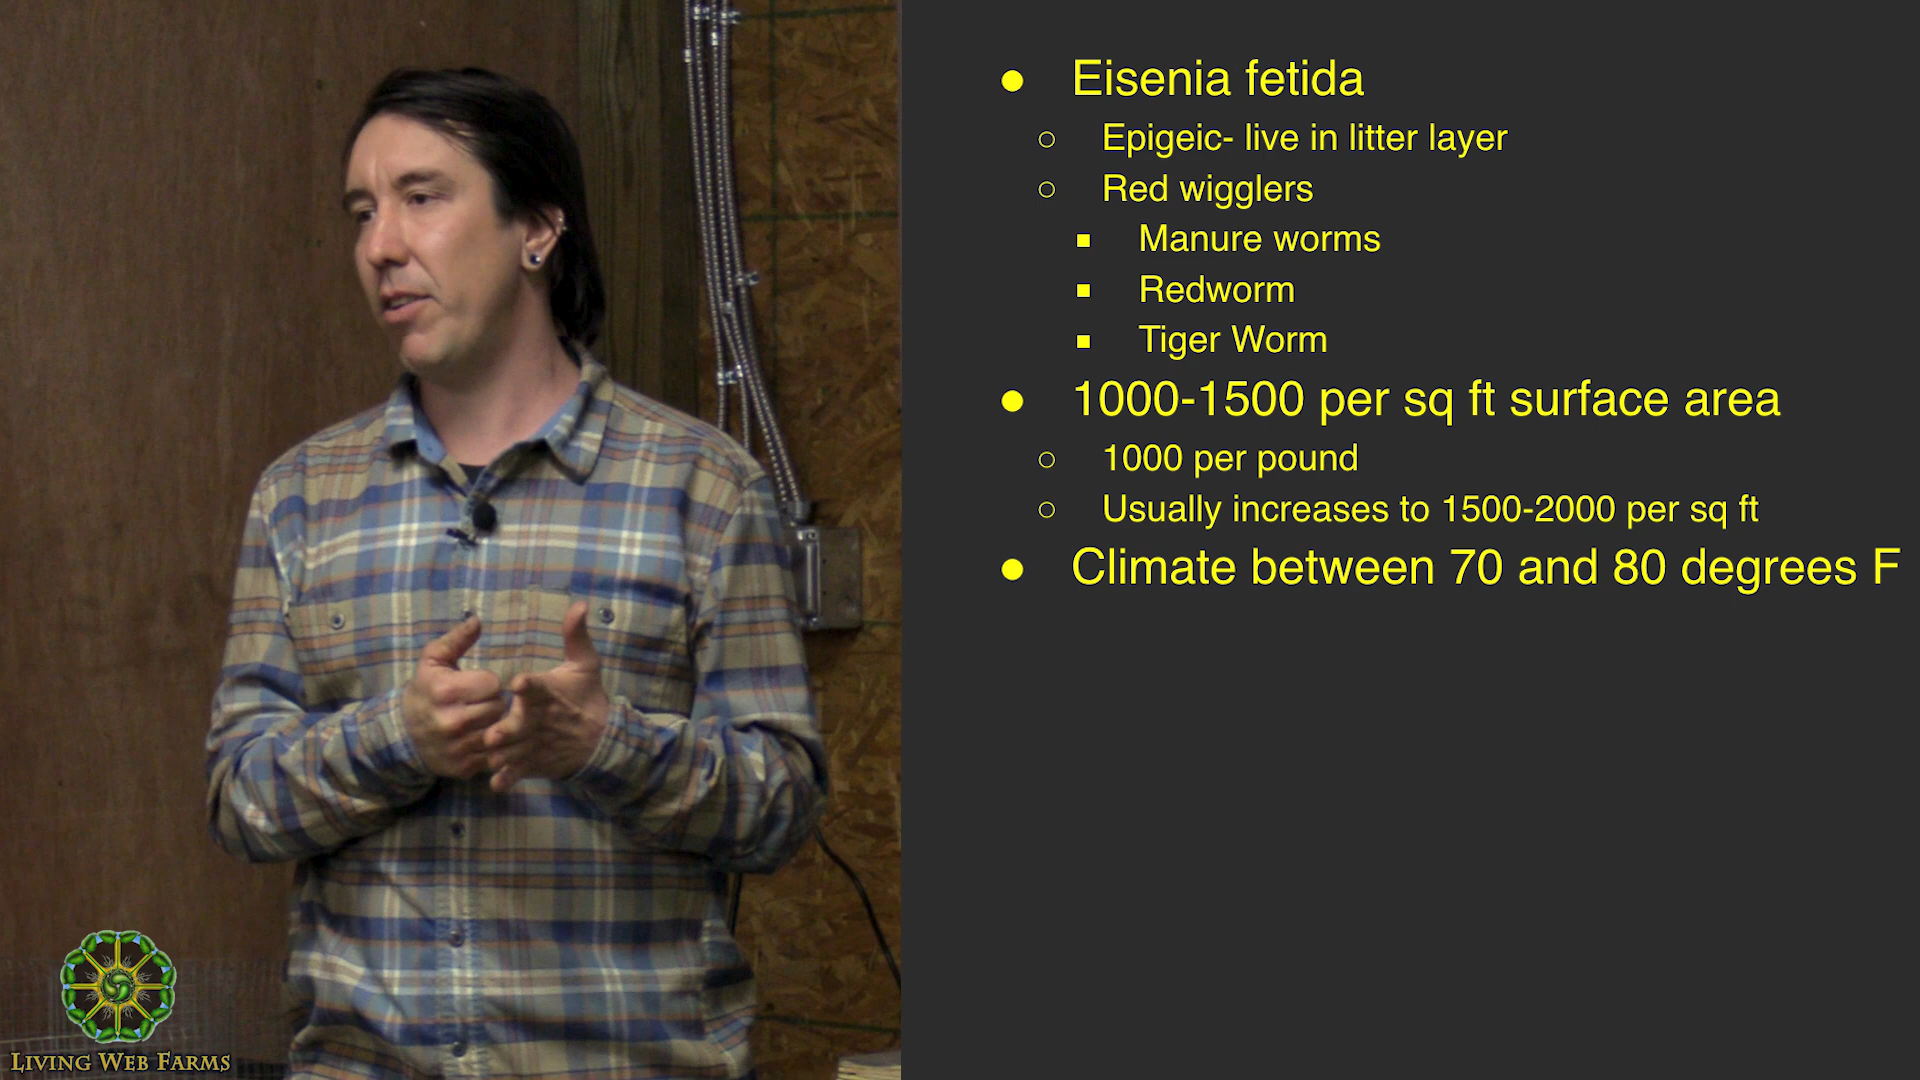 Eisenia fetida
Epigeic- live in litter layer
Red wigglers
Manure worms
Redworm
Tiger Worm
1000-1500 per sq ft surface area
1000 per pound
Usually increases to 1500-2000 per sq ft
Climate between 70 and 80 degrees F
LIVING WEB FARMS